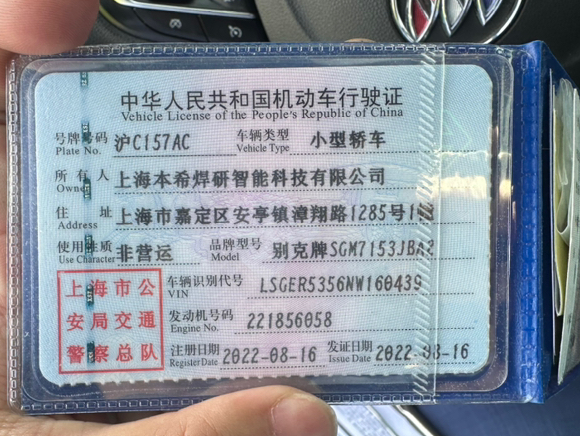 中华人民共和国机动车行驶证
Vehicle License of the People's Republic of China
号牌号码 沪C157AC 车辆类型 小型轿车
Plate No. Vehicle Type
所有人 上海本希焊研智能科技有限公司
Owner
住址 上海市嘉定区安亭镇漳翔路1285号
Address
使用性质 非营运 品牌型号 别克牌SGM7153JBA2
Use Character Model
上海市公 车辆识别代号 LSGER5356NW160439
VIN
安局交通 发动机号码 221856058
Engine No.
警察总队 注册日期 2022-08-16 发证日期 2022-08-16
Register Date Issue Date